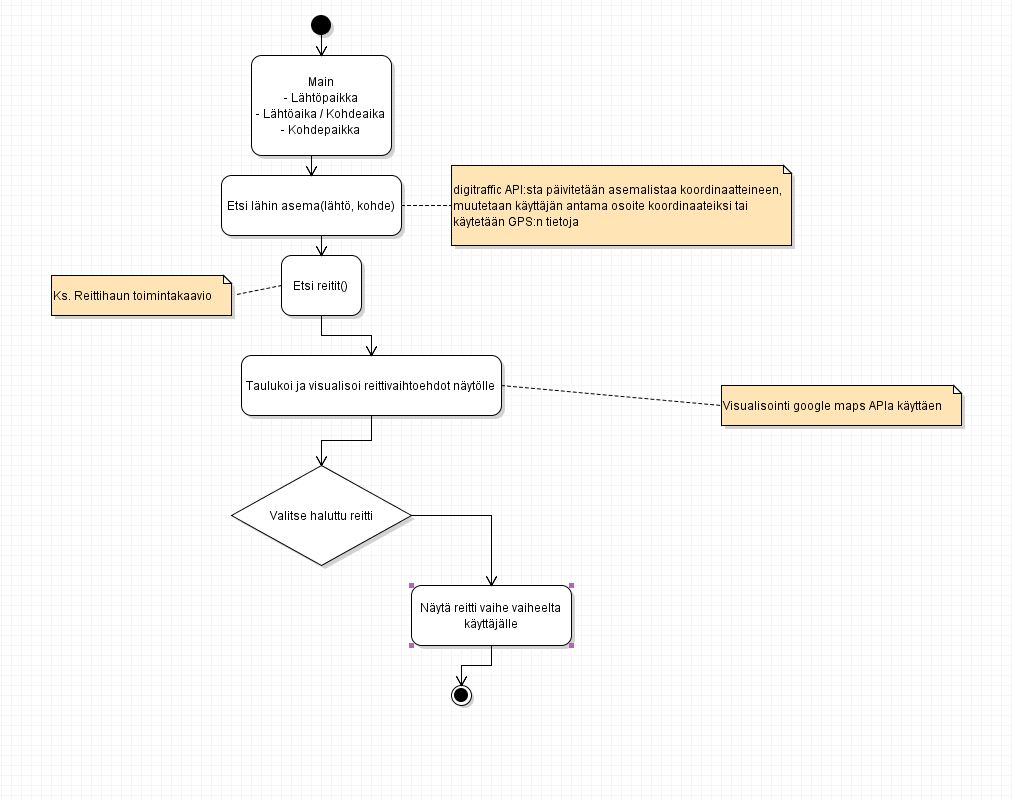 Main
- Lähtöpaikka
- Lähtöaika / Kohdeaika
- Kohdepaikka
Etsi lähin asema(lähtö, kohde)
digitraffic API:sta päivitetään asemalistaa koordinaatteineen,
muutetaan käyttäjän antama osoite koordinaateiksi tai
käytetään GPS:n tietoja
Etsi reitit()
Ks. Reittihaun toimintakaavio
Taulukoi ja visualisoi reittivaihtoehdot näytölle
Visualisointi google maps APIa käyttäen
Valitse haluttu reitti
Näytä reitti vaihe vaiheelta
käyttäjälle